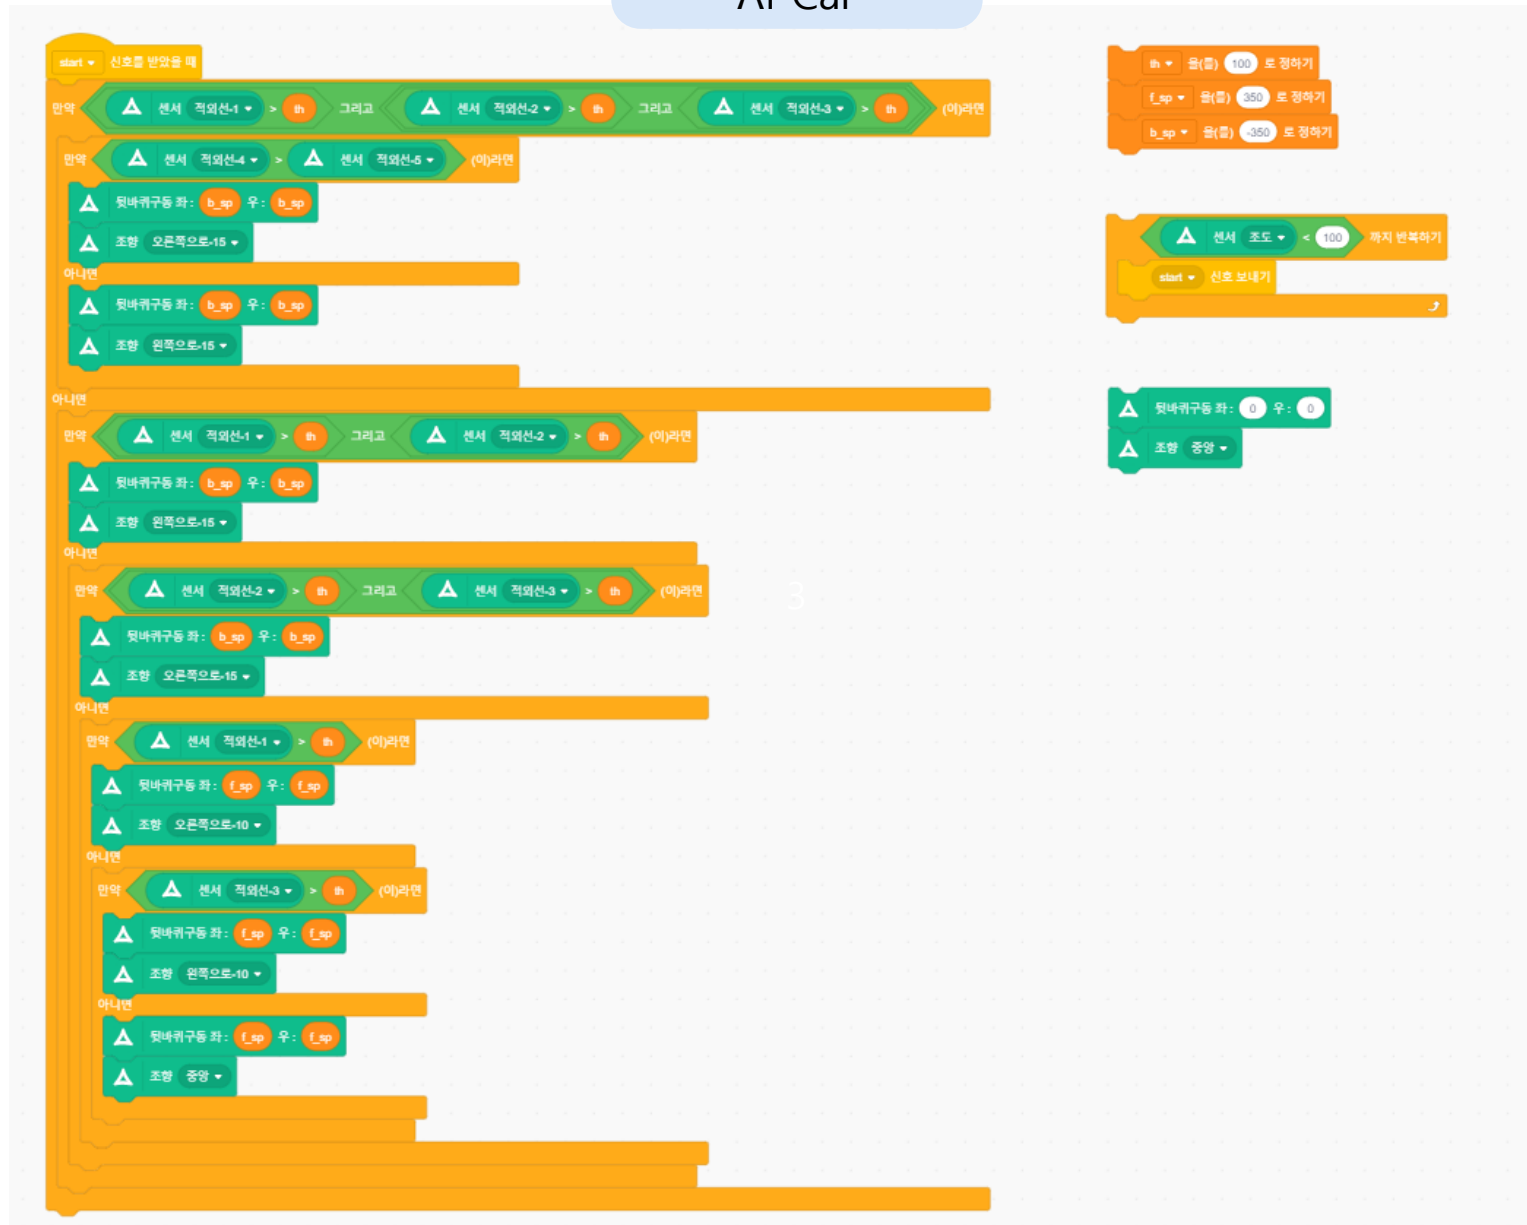 AI Car
start 신호를 받았을 때
만약 센서 적외선-1 > th 그리고 센서 적외선-2 > th 그리고 센서 적외선-3 > th (이)라면
만약 센서 적외선-4 > 센서 적외선-5 (이)라면
뒷바퀴구동 좌: b_sp 우: b_sp
조향 오른쪽으로-15
아니면
뒷바퀴구동 좌: b_sp 우: b_sp
조향 왼쪽으로-15
아니면
만약 센서 적외선-1 > th 그리고 센서 적외선-2 > th (이)라면
뒷바퀴구동 좌: b_sp 우: b_sp
조향 왼쪽으로-15
아니면
만약 센서 적외선-2 > th 그리고 센서 적외선-3 > th (이)라면
뒷바퀴구동 좌: b_sp 우: b_sp
조향 오른쪽으로-15
아니면
만약 센서 적외선-1 > th (이)라면
뒷바퀴구동 좌: f_sp 우: f_sp
조향 오른쪽으로-10
아니면
만약 센서 적외선-3 > th (이)라면
뒷바퀴구동 좌: f_sp 우: f_sp
조향 왼쪽으로-10
아니면
뒷바퀴구동 좌: f_sp 우: f_sp
조향 중앙
th 을(를) 100 로 정하기
f_sp 을(를) 350 로 정하기
b_sp 을(를) -350 로 정하기
센서 조도 < 100 까지 반복하기
start 신호 보내기
뒷바퀴구동 좌: 0 우: 0
조향 중앙
3